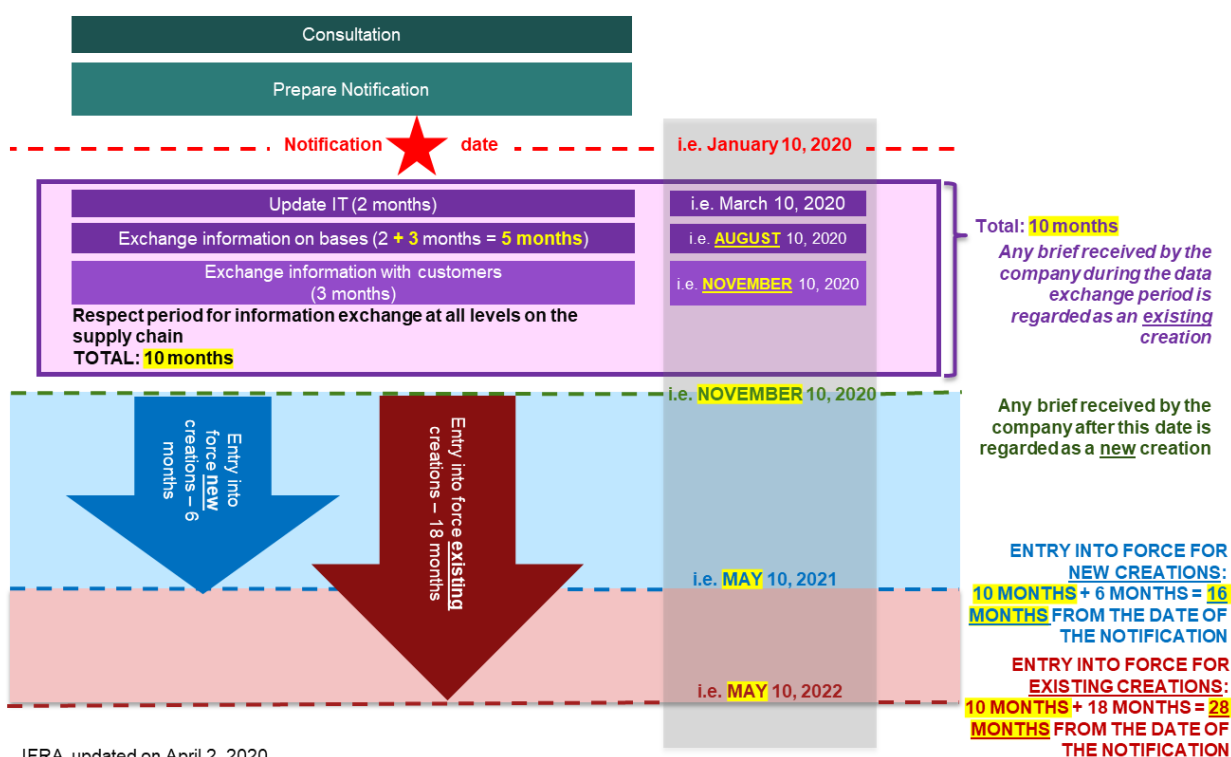 Consultation
Prepare Notification
Notification date
i.e. January 10, 2020
Update IT (2 months)
i.e. March 10, 2020
Exchange information on bases (2 + 3 months = 5 months)
i.e. AUGUST 10, 2020
Exchange information with customers
(3 months)
i.e. NOVEMBER 10, 2020
Respect period for information exchange at all levels on the
supply chain
TOTAL: 10 months
Total: 10 months
Any brief received by the
company during the data
exchange period is
regarded as an existing
creation
i.e. NOVEMBER 10, 2020
Any brief received by the
company after this date is
regarded as a new creation
Entry into
force new
creations – 6
months
Entry into force existing
creations – 18 months
i.e. MAY 10, 2021
ENTRY INTO FORCE FOR
NEW CREATIONS:
10 MONTHS + 6 MONTHS = 16
MONTHS FROM THE DATE OF
THE NOTIFICATION
i.e. MAY 10, 2022
ENTRY INTO FORCE FOR
EXISTING CREATIONS:
10 MONTHS + 18 MONTHS = 28
MONTHS FROM THE DATE OF
THE NOTIFICATION
IFRA, updated on April 2, 2020